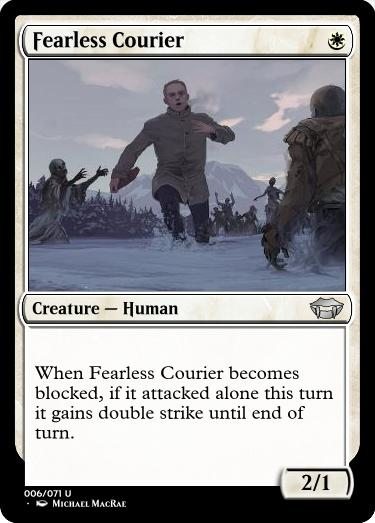 Fearless Courier
Creature — Human
When Fearless Courier becomes
blocked, if it attacked alone this turn
it gains double strike until end of
turn.
2/1
006/071 U
· Michael MacRae